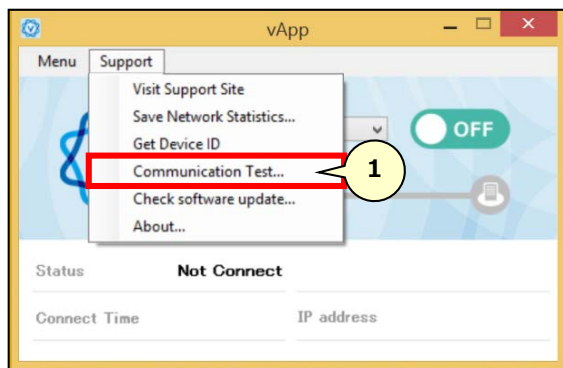 vApp
Menu Support
Visit Support Site
Save Network Statistics...
Get Device ID
Communication Test...
Check software update...
About...
OFF
1
Status Not Connect
Connect Time IP address